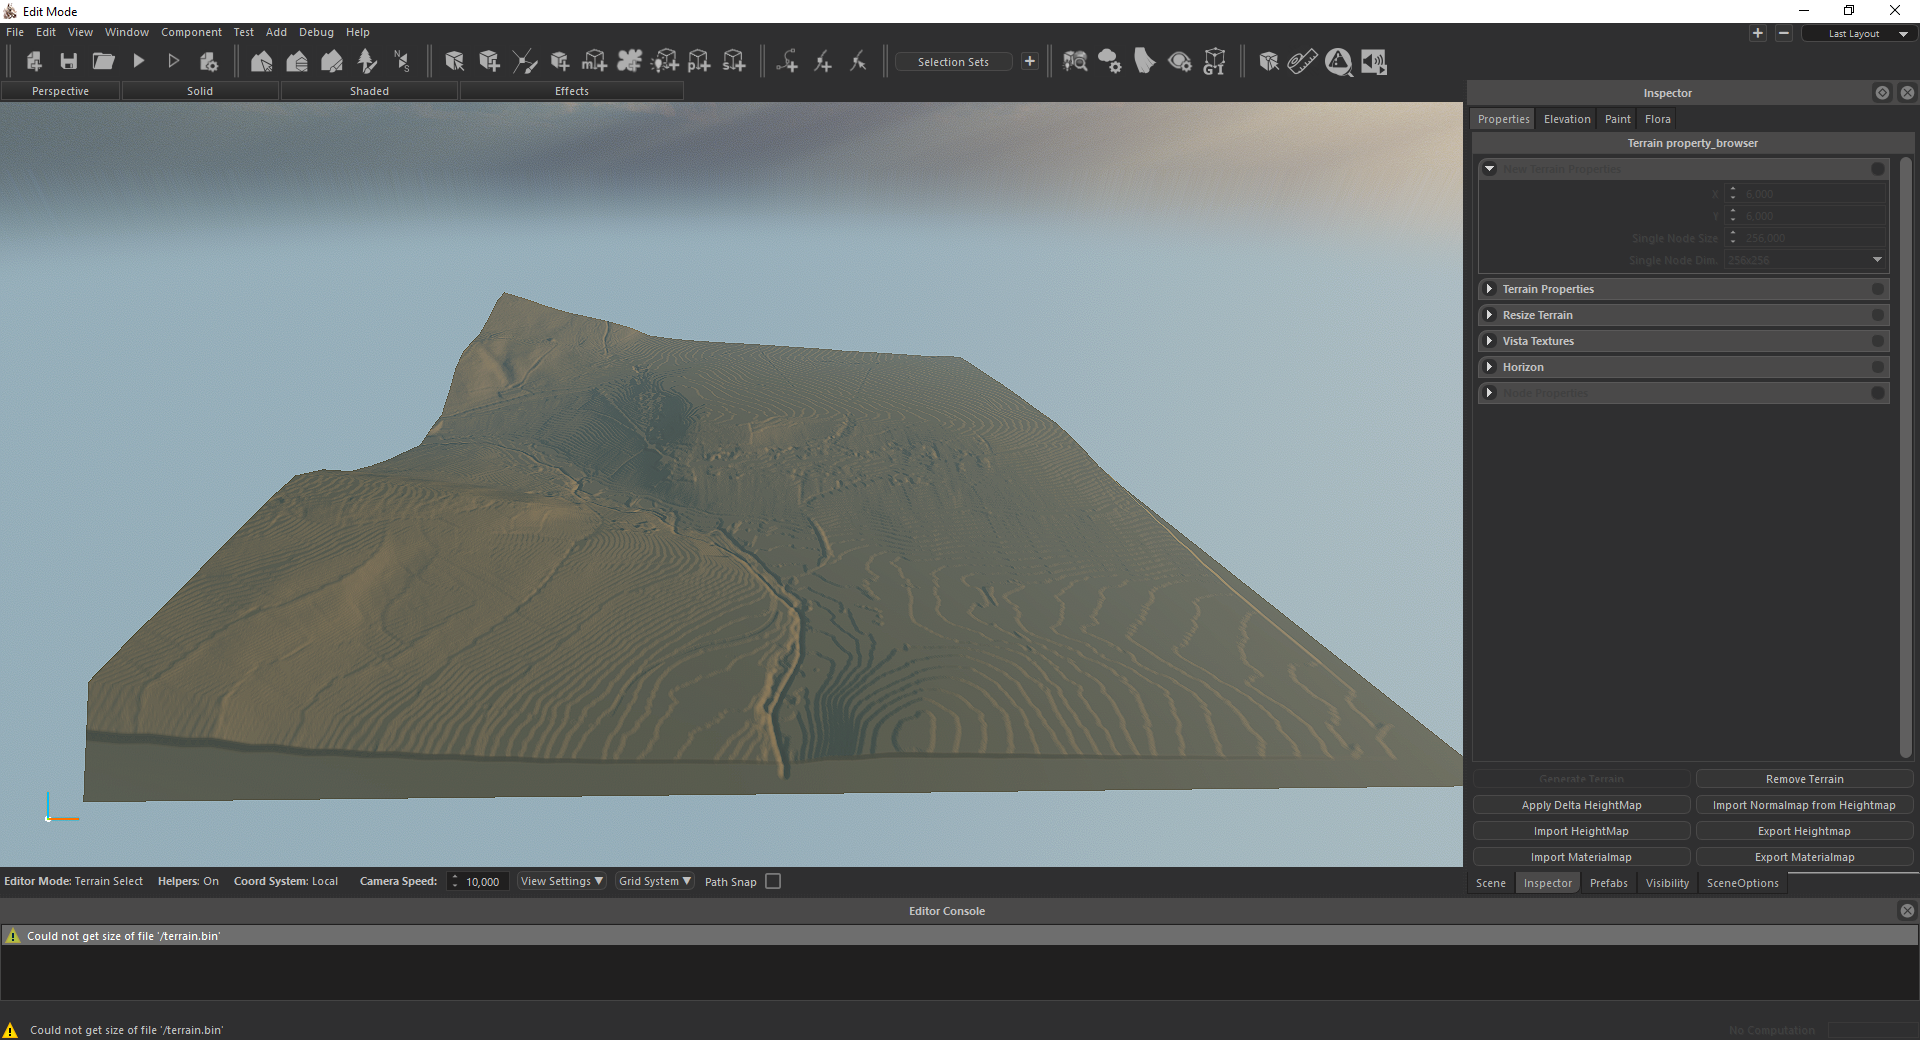 Edit Mode
File Edit View Window Component Test Add Debug Help
Last Layout
Selection Sets
Perspective Solid Shaded Effects
Inspector
Properties Elevation Paint Flora
Terrain property_browser
New Terrain Properties
X 6,000
Y 6,000
Single Node Size 256,000
Single Node Dim. 256x256
Terrain Properties
Resize Terrain
Vista Textures
Horizon
Node Properties
Generate Terrain Remove Terrain
Apply Delta HeightMap Import Normalmap from Heightmap
Import HeightMap Export Heightmap
Import Materialmap Export Materialmap
Editor Mode: Terrain Select Helpers: On Coord System: Local Camera Speed: 10,000 View Settings Grid System Path Snap
Scene Inspector Prefabs Visibility SceneOptions
Editor Console
Could not get size of file '/terrain.bin'
Could not get size of file '/terrain.bin'
No Computation